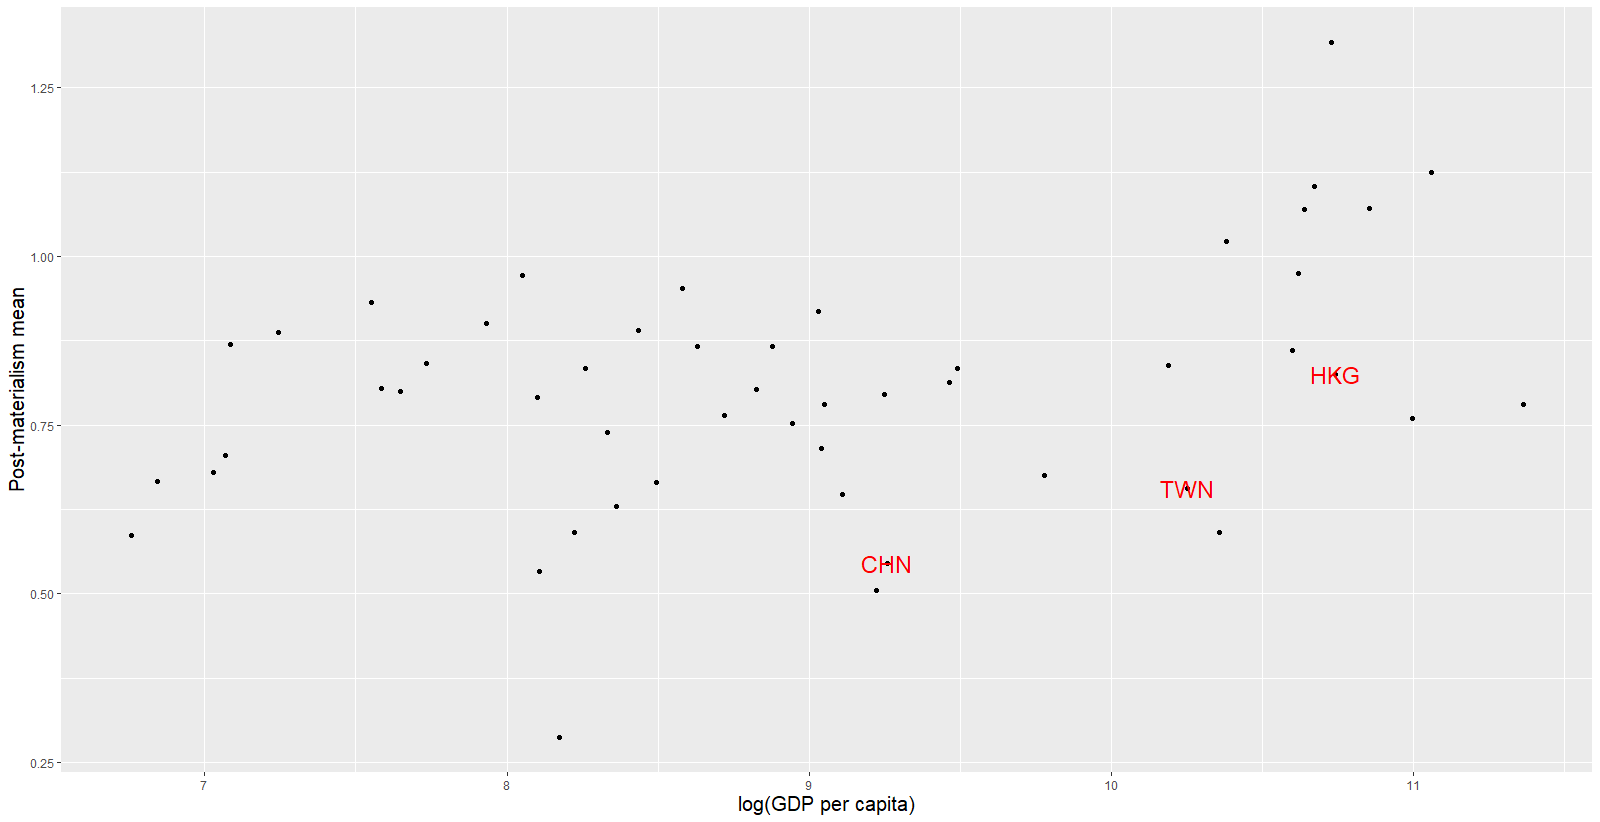 Post-materialism mean
1.25
1.00
0.75
0.50
0.25
HKG
TWN
CHN
7 8 9 10 11
log(GDP per capita)